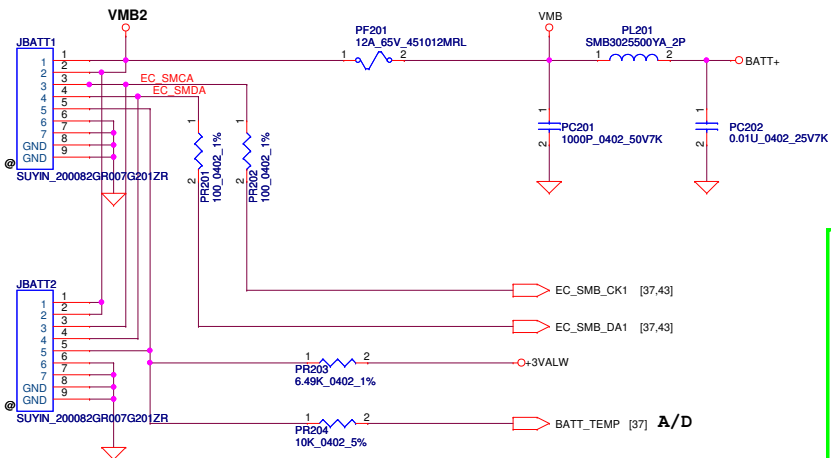 VMB2
JBATT1
PF201
12A_65V_451012MRL
1
2
VMB
PL201
SMB3025500YA_2P
1
2
BATT+
1 1
2 2
3 3
4 4
5 5
6 6
7 7
GND 8
GND 9
@
SUYIN_200082GR007G201ZR
EC_SMCA
EC_SMDA
1
2
PR201
100_0402_1%
1
2
PR202
100_0402_1%
1
2
PC201
1000P_0402_50V7K
1
2
PC202
0.01U_0402_25V7K
JBATT2
1 1
2 2
3 3
4 4
5 5
6 6
7 7
GND 8
GND 9
@
SUYIN_200082GR007G201ZR
EC_SMB_CK1 [37,43]
EC_SMB_DA1 [37,43]
1
2
PR203
6.49K_0402_1%
+3VALW
1
2
PR204
10K_0402_5%
BATT_TEMP [37] A/D